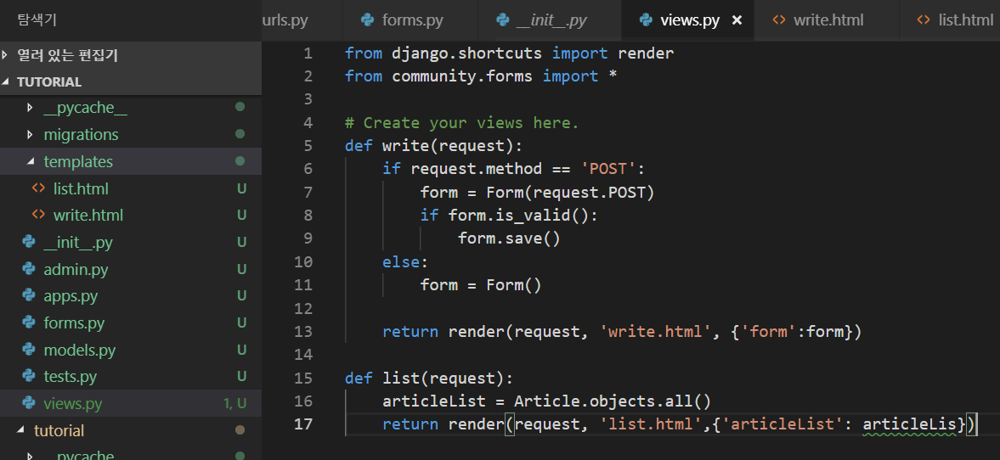 탐색기
urls.py
forms.py
__init__.py
views.py ×
<> write.html
<> list.html
열려 있는 편집기
TUTORIAL
__pycache__
migrations
templates
<> list.html U
<> write.html U
__init__.py U
admin.py U
apps.py U
forms.py U
models.py U
tests.py U
views.py 1, U
tutorial
__pycache
1 from django.shortcuts import render
2 from community.forms import *
3
4 # Create your views here.
5 def write(request):
6 if request.method == 'POST':
7 form = Form(request.POST)
8 if form.is_valid():
9 form.save()
10 else:
11 form = Form()
12
13 return render(request, 'write.html', {'form':form})
14
15 def list(request):
16 articleList = Article.objects.all()
17 return render(request, 'list.html',{'articleList': articleLis})